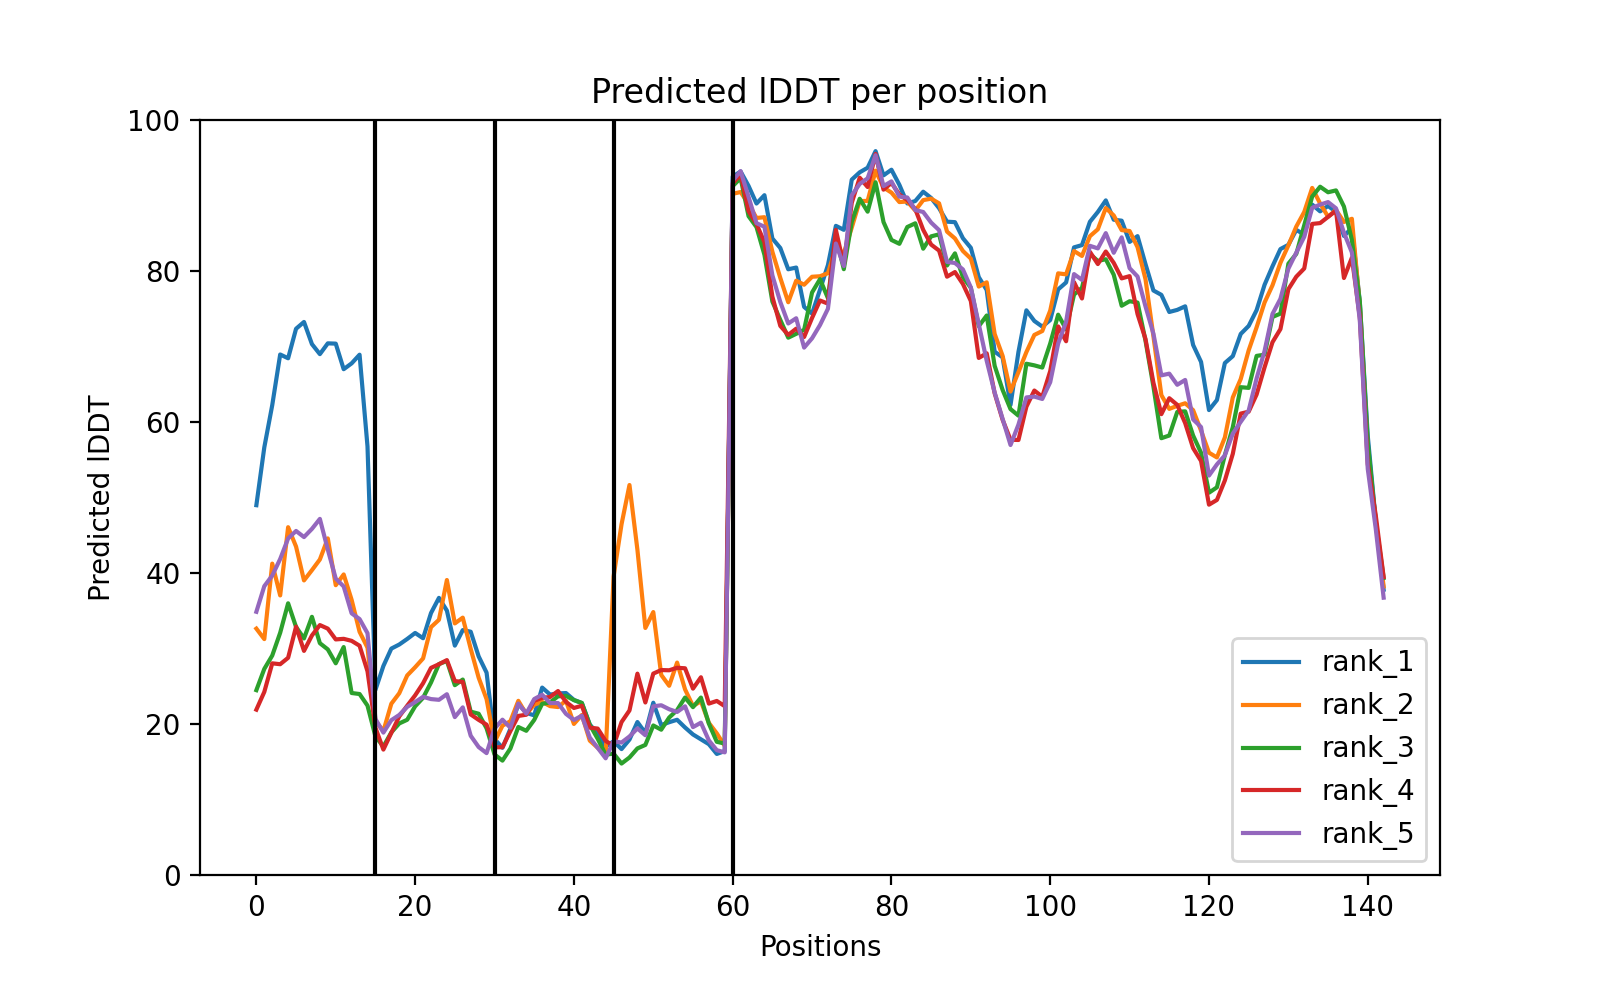 Predicted lDDT per position
100
80
60
40
20
0
Predicted lDDT
0 20 40 60 80 100 120 140
Positions
rank_1
rank_2
rank_3
rank_4
rank_5